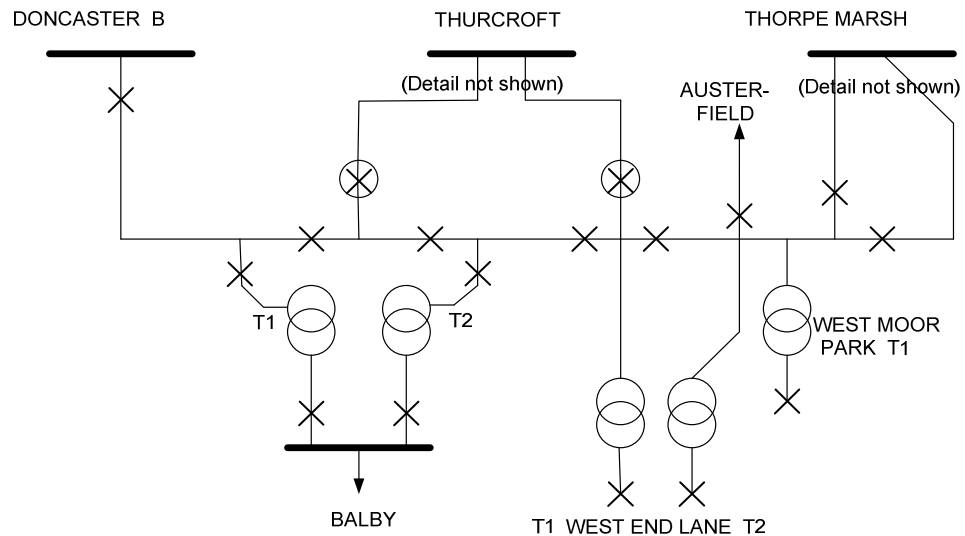 DONCASTER B
THURCROFT
THORPE MARSH
(Detail not shown)
AUSTER-
FIELD
(Detail not shown)
T1
T2
WEST MOOR
PARK T1
BALBY
T1 WEST END LANE T2